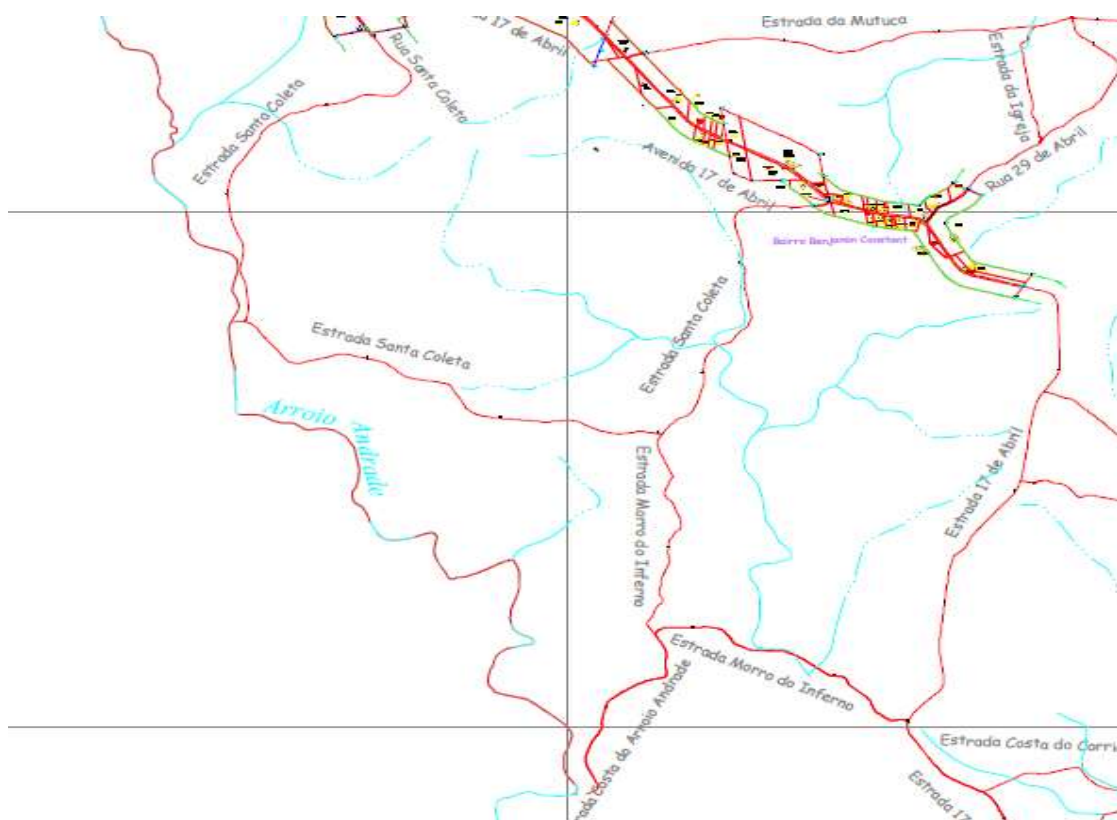 17 de Abril
Estrada da Mutuca
Rua Santa Coleta
Estrada Santa Coleta
Estrada da Igreja
Rua 29 de Abril
Avenida 17 de Abril
Bairro Benjamin Constant
Estrada Santa Coleta
Estrada Santa Coleta
Arroio Andrade
Estrada 17 de Abril
Estrada Morro do Inferno
Estrada Morro do Inferno
Costa do Arroio Andrade
Estrada Costa do Corri
Estrada 17